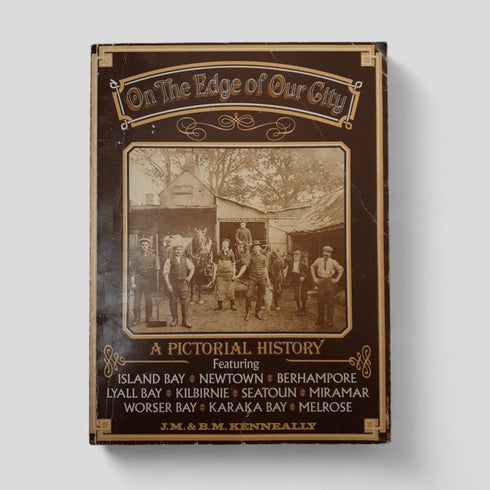 On The Edge of Our City
A PICTORIAL HISTORY
Featuring
ISLAND BAY ◆ NEWTOWN ◆ BERHAMPORE
LYALL BAY ◆ KILBIRNIE ◆ SEATOUN ◆ MIRAMAR
WORSER BAY ◆ KARAKA BAY ◆ MELROSE
J.M. & B.M. KENNEALLY